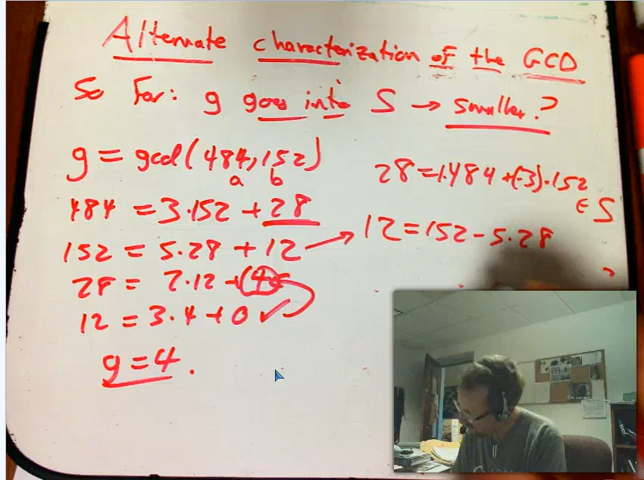 Alternate characterization of the GCD
So Far: g goes into S → smaller?
g = gcd(484,152)
a b
484 = 3.152 + 28
152 = 5.28 + 12
28 = 2.12 + 4
12 = 3.4 + 0
g = 4.
28 = 1.484 + (-3).152
∈ S
12 = 152 - 5.28
?